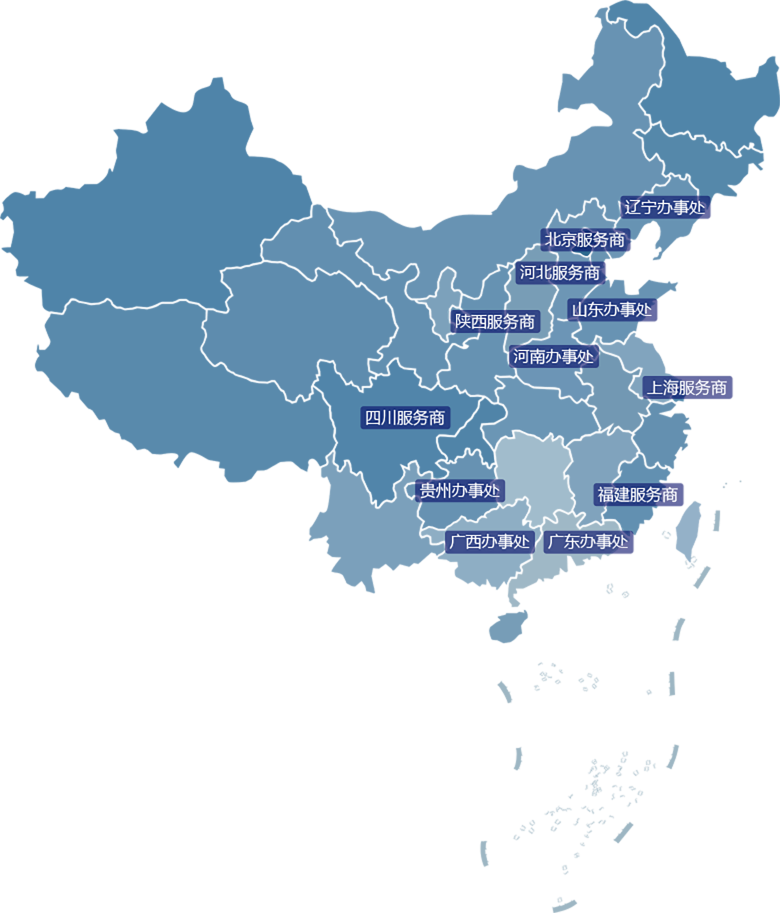 辽宁办事处
北京服务商
河北服务商
山东办事处
陕西服务商
河南办事处
上海服务商
四川服务商
贵州办事处
福建服务商
广西办事处
广东办事处